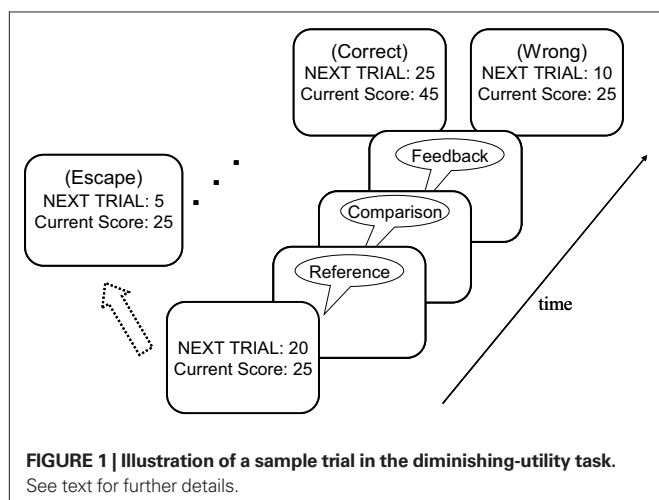 (Correct)
NEXT TRIAL: 25
Current Score: 45
(Wrong)
NEXT TRIAL: 10
Current Score: 25
Feedback
(Escape)
NEXT TRIAL: 5
Current Score: 25
Comparison
Reference
time
NEXT TRIAL: 20
Current Score: 25
FIGURE 1 | Illustration of a sample trial in the diminishing-utility task.
See text for further details.